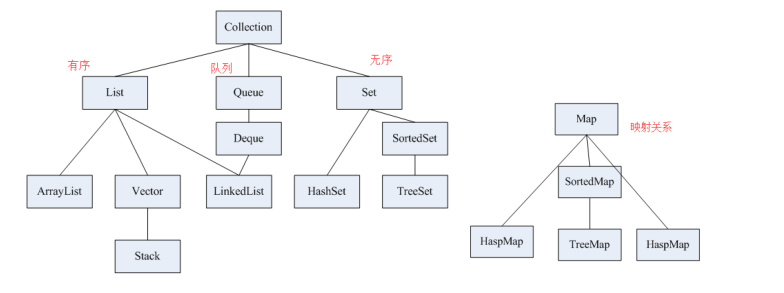 Collection
有序
队列
无序
List
Queue
Set
Map
映射关系
Deque
SortedSet
ArrayList
Vector
LinkedList
HashSet
TreeSet
SortedMap
Stack
HaspMap
TreeMap
HaspMap